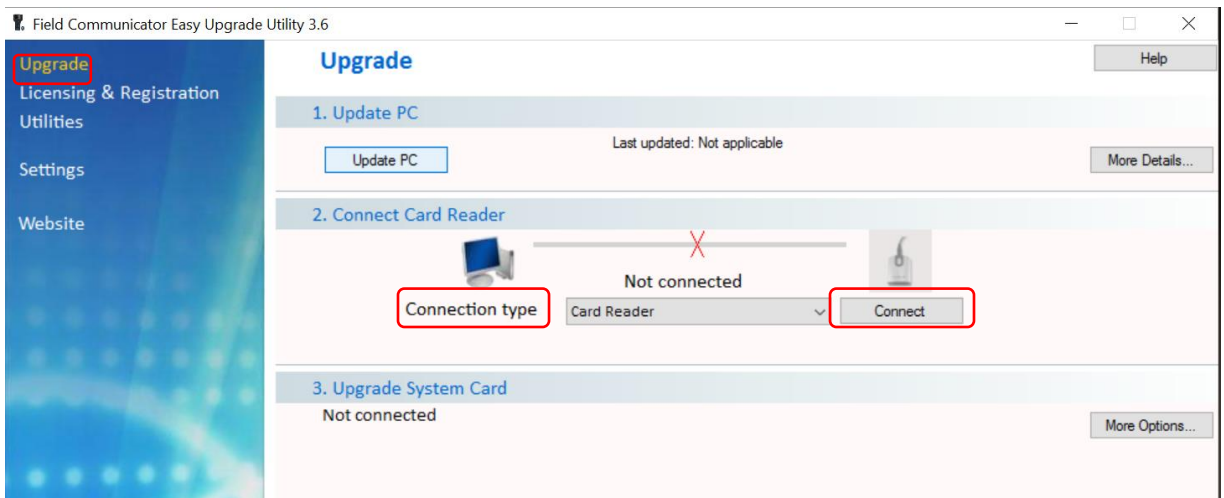 Field Communicator Easy Upgrade Utility 3.6
Upgrade
Licensing & Registration
Utilities
Settings
Website
Upgrade
Help
1. Update PC
Last updated: Not applicable
Update PC
More Details...
2. Connect Card Reader
Not connected
Connection type
Card Reader
Connect
3. Upgrade System Card
Not connected
More Options...